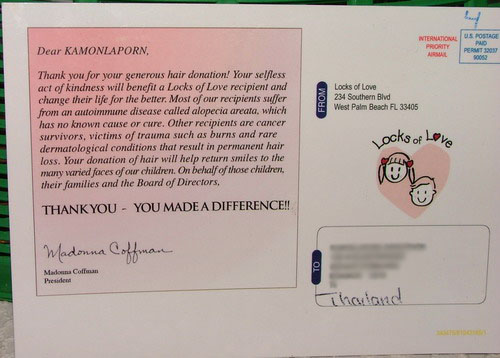 Dear KAMONLAPORN,
Thank you for your generous hair donation! Your selfless
act of kindness will benefit a Locks of Love recipient and
change their life for the better. Most of our recipients suffer
from an autoimmune disease called alopecia areata, which
has no known cause or cure. Other recipients are cancer
survivors, victims of trauma such as burns and rare
dermatological conditions that result in permanent hair
loss. Your donation of hair will help return smiles to the
many varied faces of our children. On behalf of those children,
their families and the Board of Directors,
THANK YOU - YOU MADE A DIFFERENCE!!
Madonna Coffman
Madonna Coffman
President
INTERNATIONAL
PRIORITY
AIRMAIL
U.S. POSTAGE
PAID
PERMIT 32037
90052
FROM
Locks of Love
234 Southern Blvd
West Palm Beach FL 33405
Locks of Love
TO
Thailand